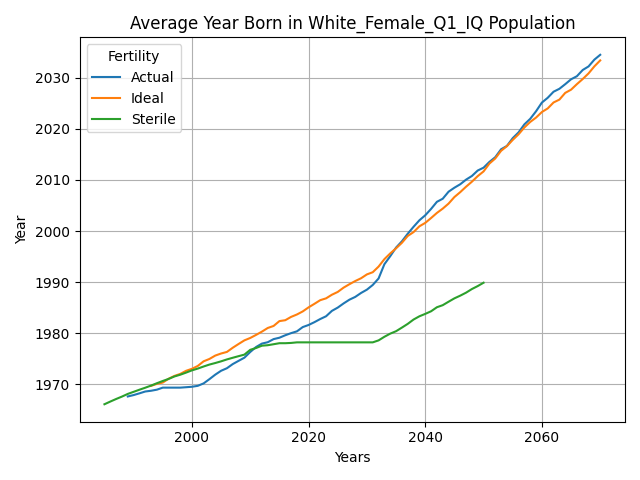 Average Year Born in White_Female_Q1_IQ Population
Fertility
Actual
Ideal
Sterile
2030
2020
2010
2000
1990
1980
1970
Year
2000
2020
2040
2060
Years